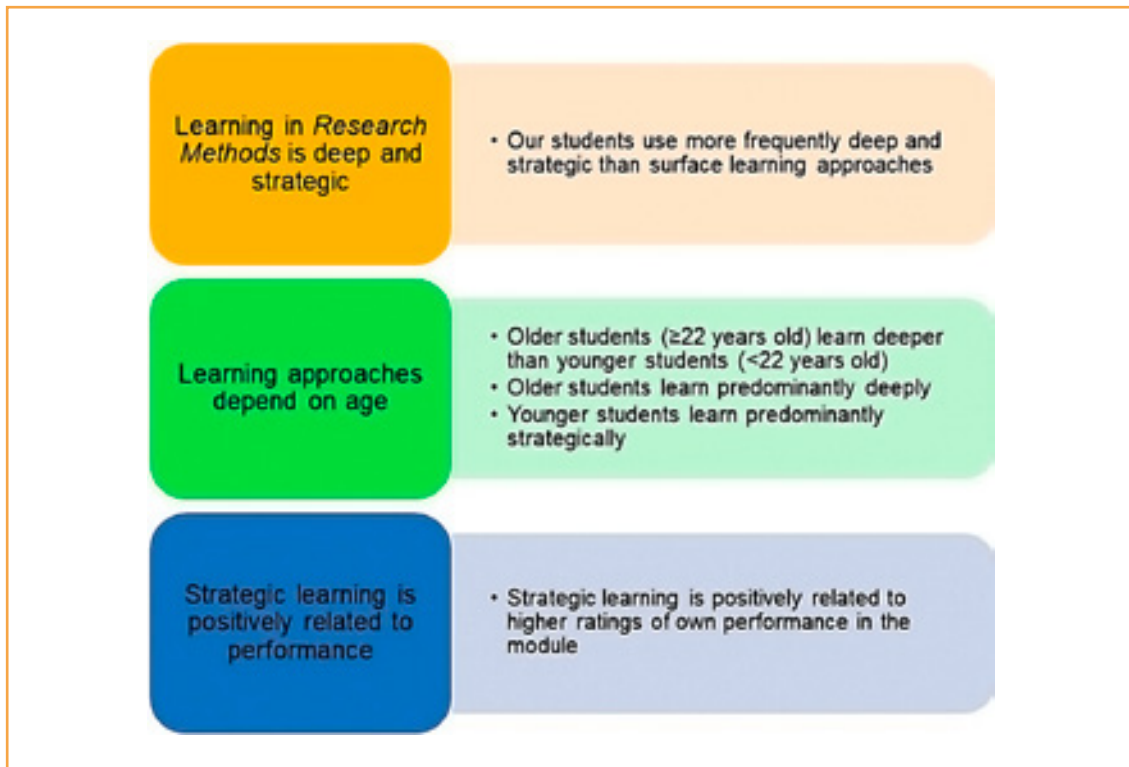 Learning in Research
Methods is deep and
strategic
• Our students use more frequently deep and
strategic than surface learning approaches
Learning approaches
depend on age
• Older students (≥22 years old) learn deeper
than younger students (<22 years old)
• Older students learn predominantly deeply
• Younger students learn predominantly
strategically
Strategic learning is
positively related to
performance
• Strategic learning is positively related to
higher ratings of own performance in the
module